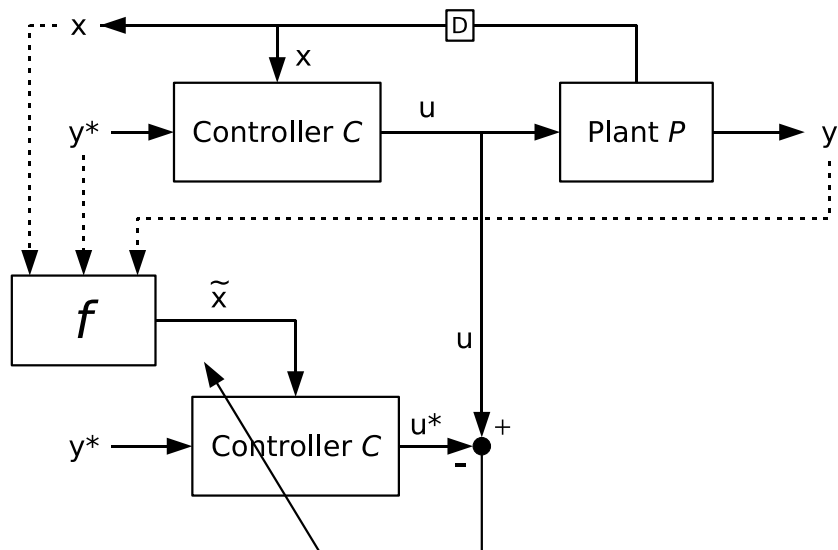 x
D
x
y*
Controller C
u
Plant P
y
f
x̃
u
y*
Controller C
u*
+
-